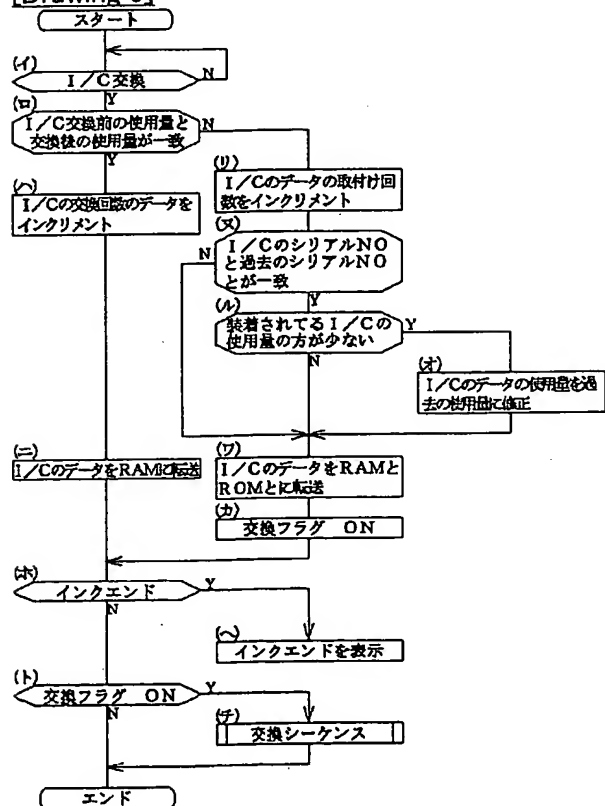 [Drawing 6]
スタート
(イ)
I/C交換
N
Y
(ロ)
I/C交換前の使用量と
交換後の使用量が一致
N
Y
(ハ)
I/Cの交換回数のデータを
インクリメント
(リ)
I/Cのデータの取付け回
数をインクリメント
(ヌ)
I/CのシリアルNO
と過去のシリアルNO
とが一致
N
Y
(ル)
装着されてるI/Cの
使用量の方が少ない
Y
N
(オ)
I/Cのデータの使用量を過
去の使用量に修正
(ニ)
I/CのデータをRAMに転送
(ワ)
I/CのデータをRAMと
ROMとに転送
(カ)
交換フラグ ON
(ホ)
インクエンド
Y
N
(ヘ)
インクエンドを表示
(ト)
交換フラグ ON
Y
N
(チ)
交換シーケンス
エンド